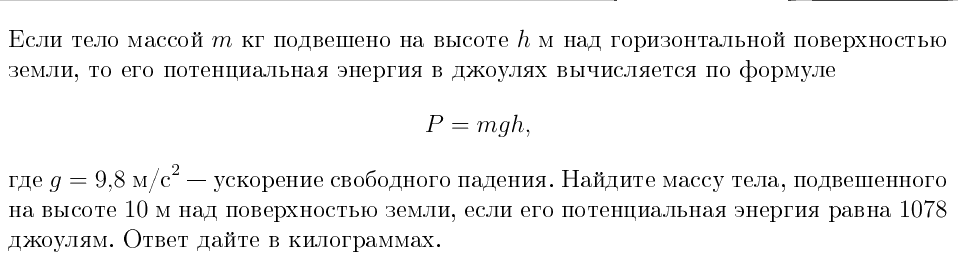 Если тело массой m кг подвешено на высоте h м над горизонтальной поверхностью
земли, то его потенциальная энергия в джоулях вычисляется по формуле
P = mgh,
где g = 9,8 м/с² — ускорение свободного падения. Найдите массу тела, подвешенного
на высоте 10 м над поверхностью земли, если его потенциальная энергия равна 1078
джоулям. Ответ дайте в килограммах.